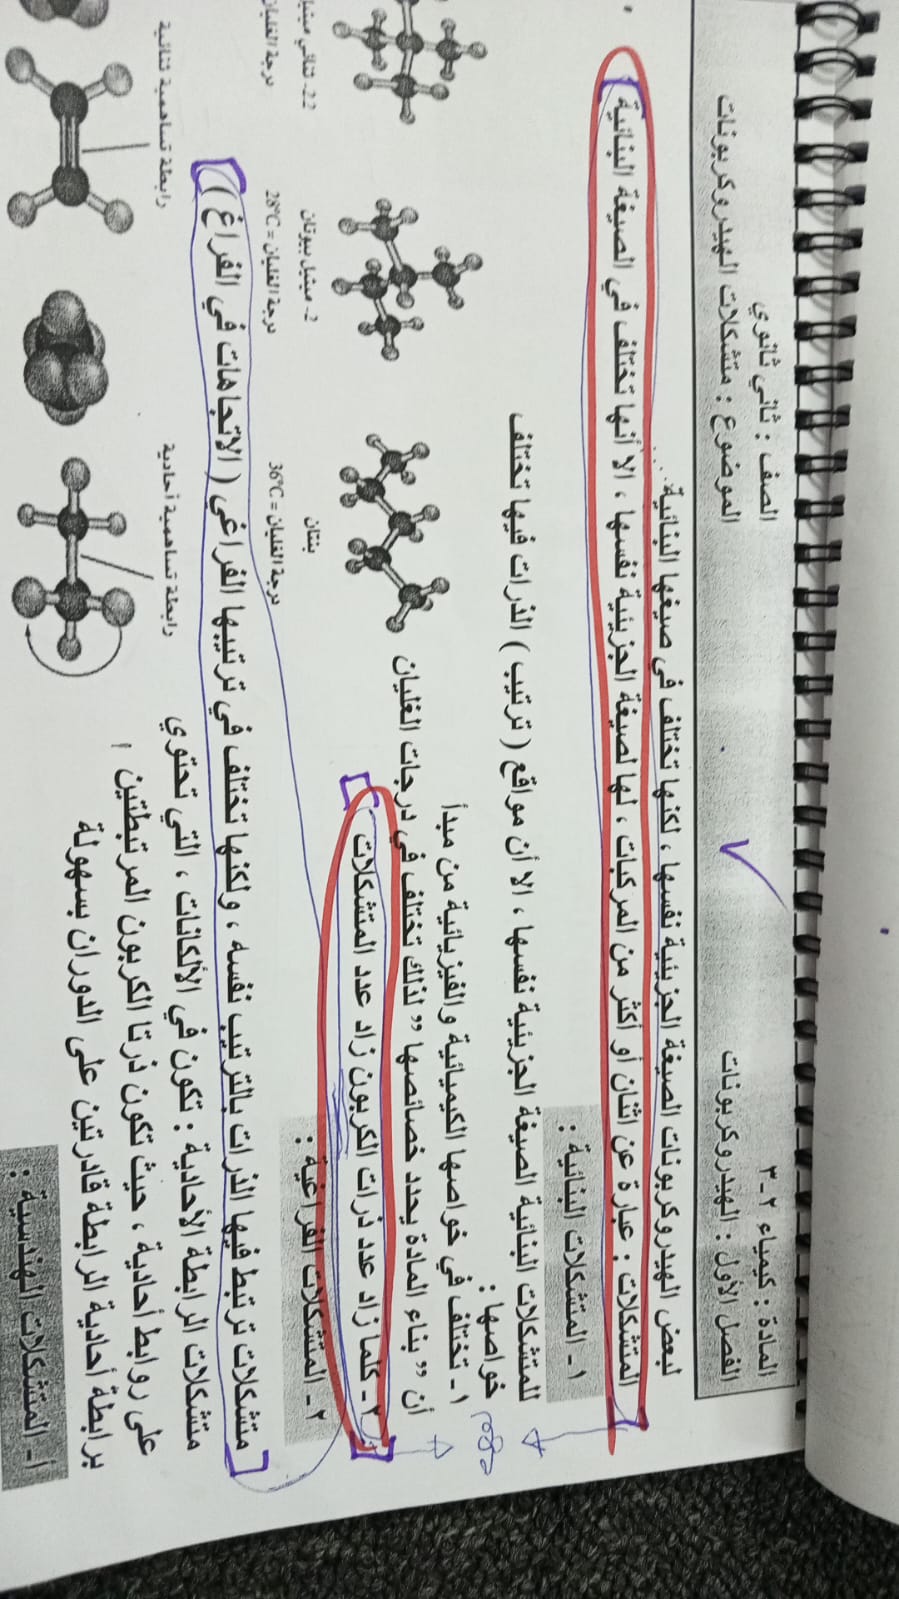 المادة : كيمياء ٢-٣
الصف : ثاني ثانوي
الفصل الأول : الهيدروكربونات
الموضوع : متشكلات الهيدروكربونات
لبعض الهيدروكربونات الصيغة الجزيئية نفسها ، لكنها تختلف في صيغها البنائية ...
المتشكلات : عبارة عن اثنان أو أكثر من المركبات ، لها لصيغة الجزيئية نفسها ، الا أنها تختلف في الصيغة البنائية
١- المتشكلات البنائية :
للمتشكلات البنائية الصيغة الجزيئية نفسها ، الا أن مواقع ( ترتيب ) الذرات فيها تختلف
خواصها :
١- تختلف في خواصها الكيميائية والفيزيائية من مبدأ
أن ,, بناء المادة يحدد خصائصها ,, لذلك تختلف في درجات الغليان
٢- كلما زاد عدد ذرات الكربون زاد عدد المتشكلات
بنتان
درجة الغليان = 36°C
2- ميثيل بيوتان
درجة الغليان = 28°C
2،2- ثنائي ميثيل
درجة الغليان
٢- المتشكلات الفراغية :
متشكلات ترتبط فيها الذرات بالترتيب نفسه ، ولكنها تختلف في ترتيبها الفراغي ( الاتجاهات في الفراغ )
متشكلات الرابطة الأحادية : تكون في الألكانات ، التي تحتوي
على روابط أحادية ، حيث تكون ذرتا الكربون المرتبطتين
برابطة أحادية الرابطة قادرتين على الدوران بسهولة
رابطة تساهمية أحادية
رابطة تساهمية ثنائية
أ- المتشكلات الهندسية :